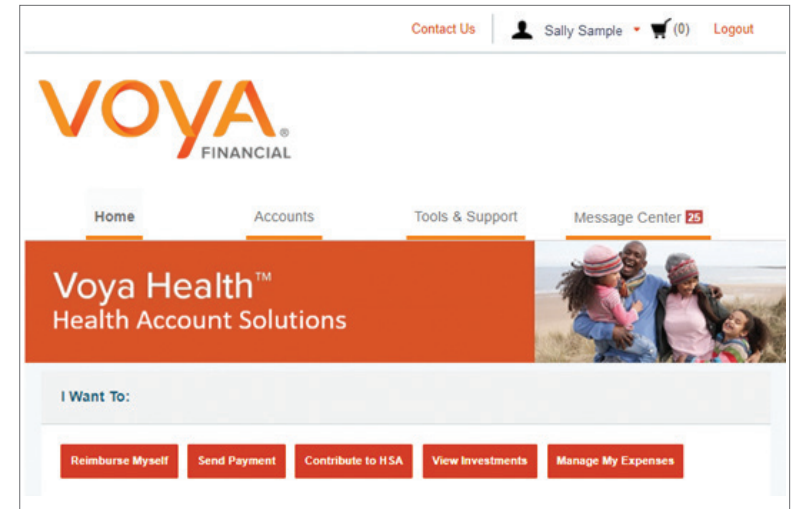 Contact Us Sally Sample (0) Logout
VOYA®
FINANCIAL
Home Accounts Tools & Support Message Center 25
Voya Health™
Health Account Solutions
I Want To:
Reimburse Myself Send Payment Contribute to HSA View Investments Manage My Expenses